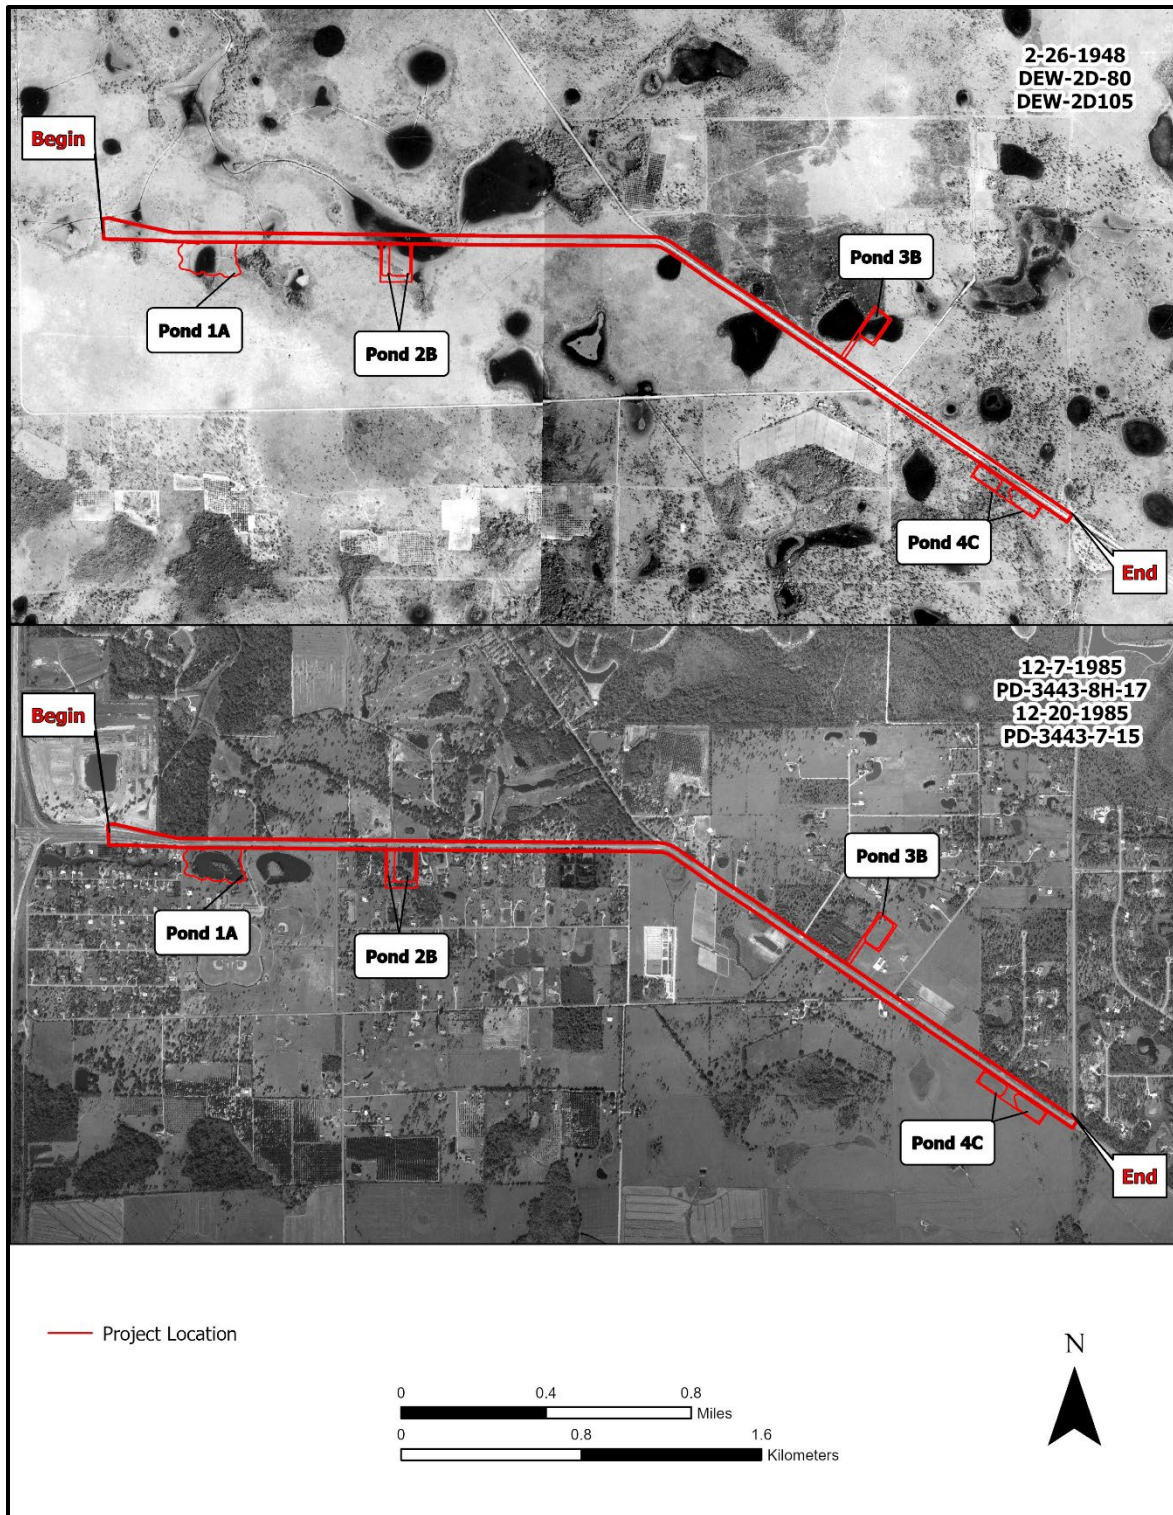 2-26-1948
DEW-2D-80
DEW-2D105
Begin
Pond 3B
Pond 1A
Pond 2B
Pond 4C
End
12-7-1985
PD-3443-8H-17
12-20-1985
PD-3443-7-15
Begin
Pond 3B
Pond 1A
Pond 2B
Pond 4C
End
Project Location
N
0 0.4 0.8
Miles
0 0.8 1.6
Kilometers